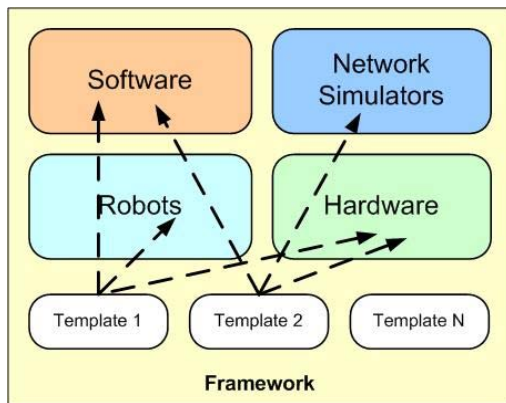 Software
Network
Simulators
Robots
Hardware
Template 1
Template 2
Template N
Framework